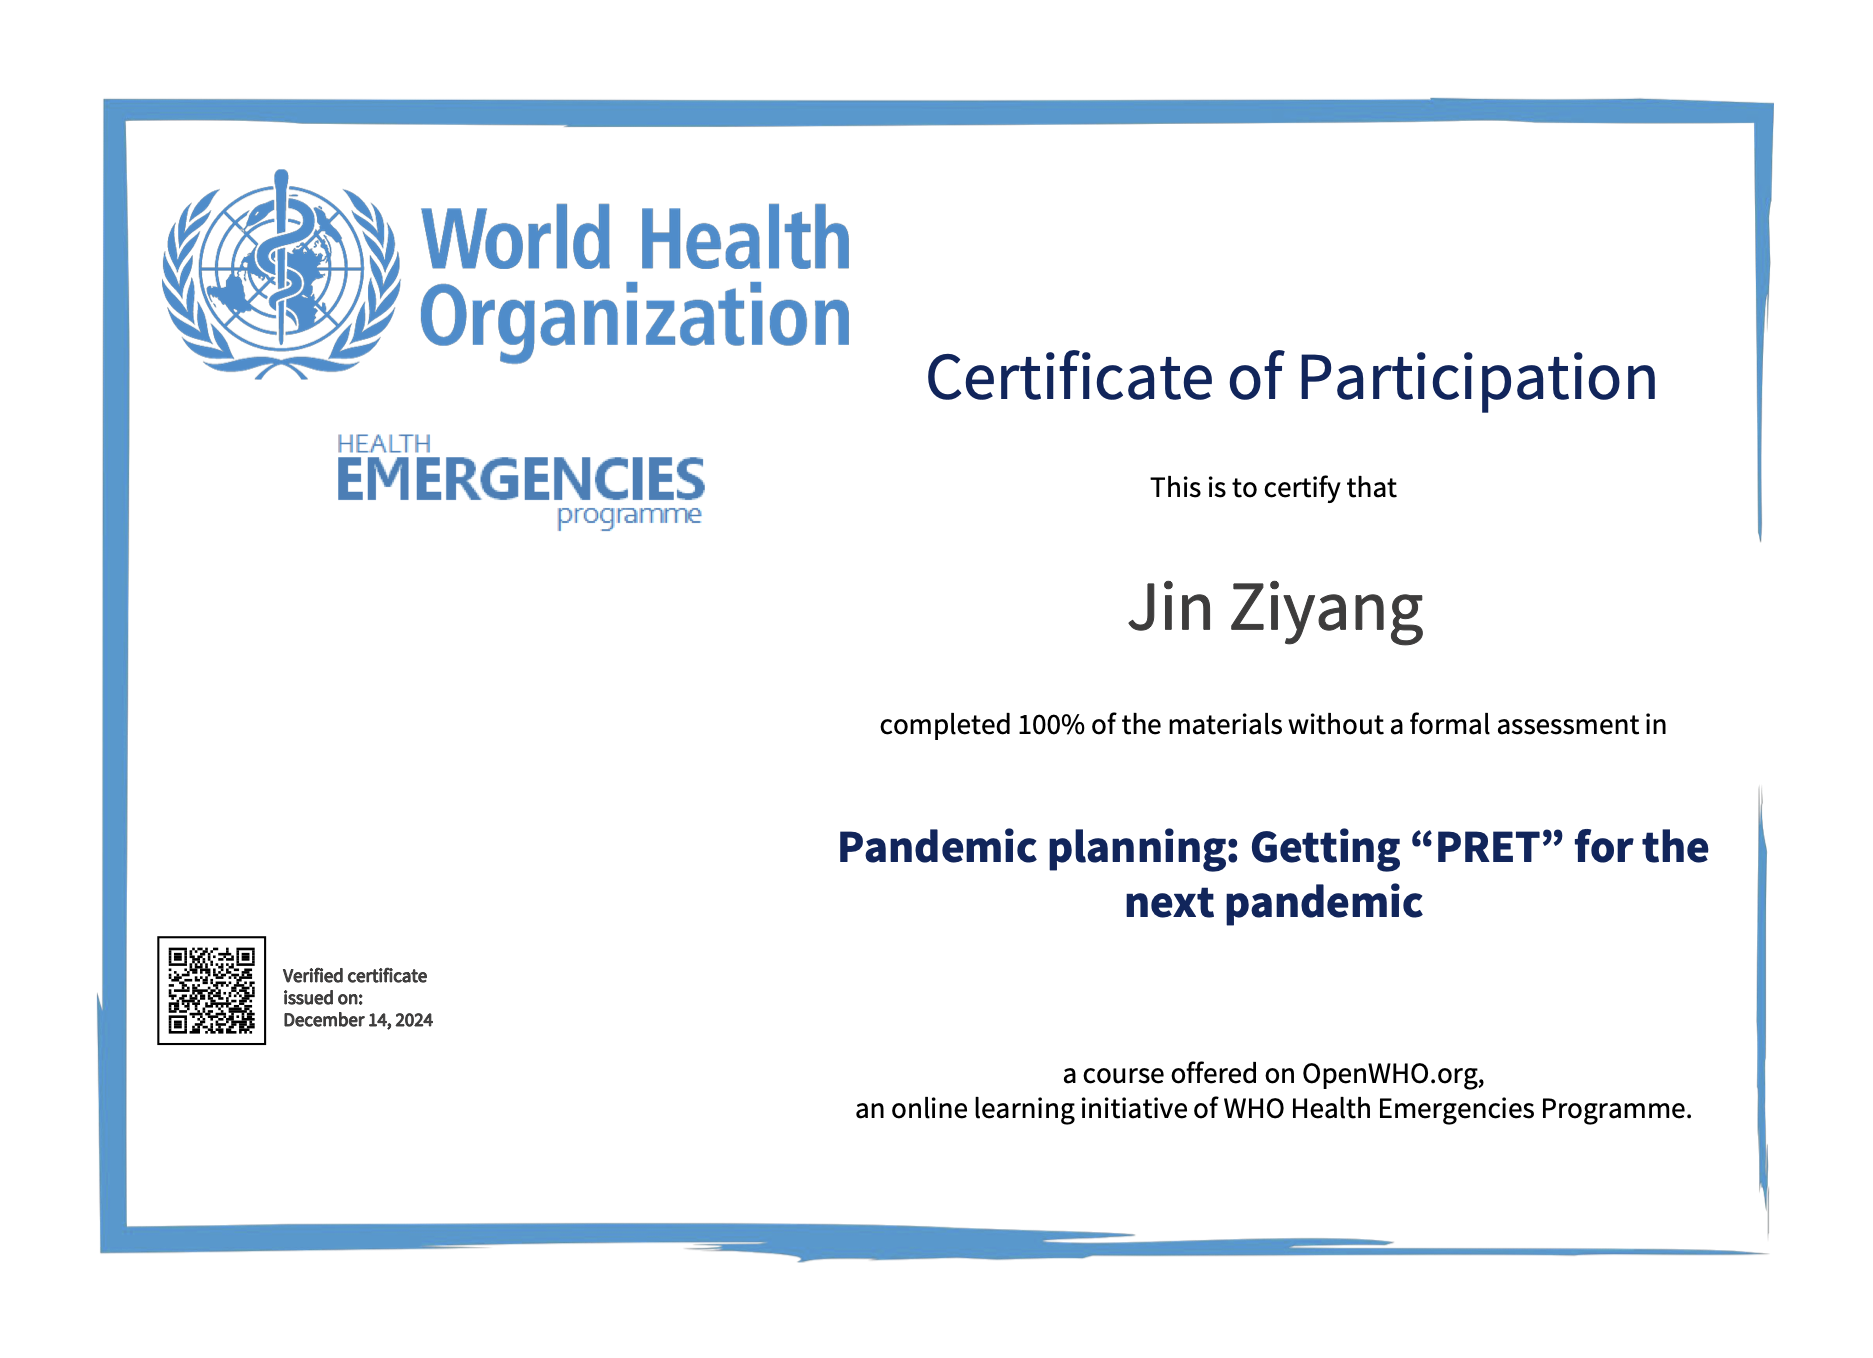 World Health
Organization
HEALTH
EMERGENCIES
programme
Certificate of Participation
This is to certify that
Jin Ziyang
completed 100% of the materials without a formal assessment in
Pandemic planning: Getting “PRET” for the
next pandemic
Verified certificate
issued on:
December 14, 2024
a course offered on OpenWHO.org,
an online learning initiative of WHO Health Emergencies Programme.